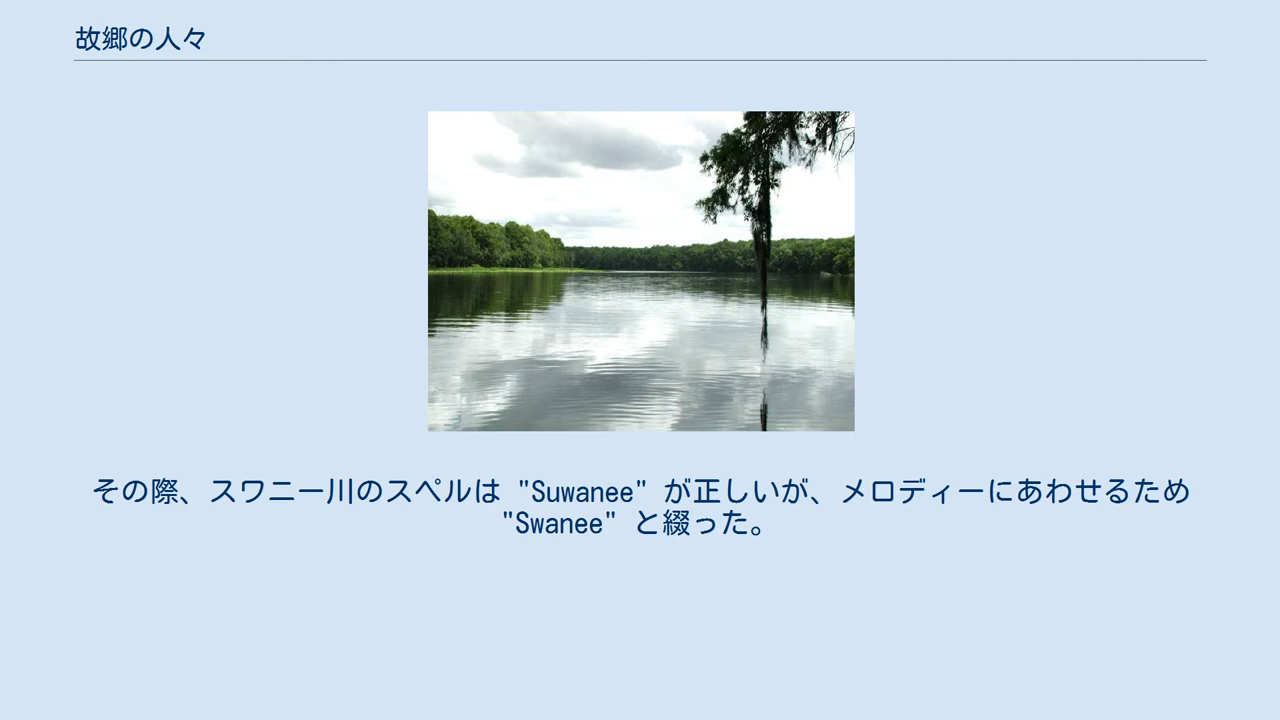 故郷の人々
その際、スワニー川のスペルは "Suwanee" が正しいが、メロディーにあわせるため
"Swanee" と綴った。